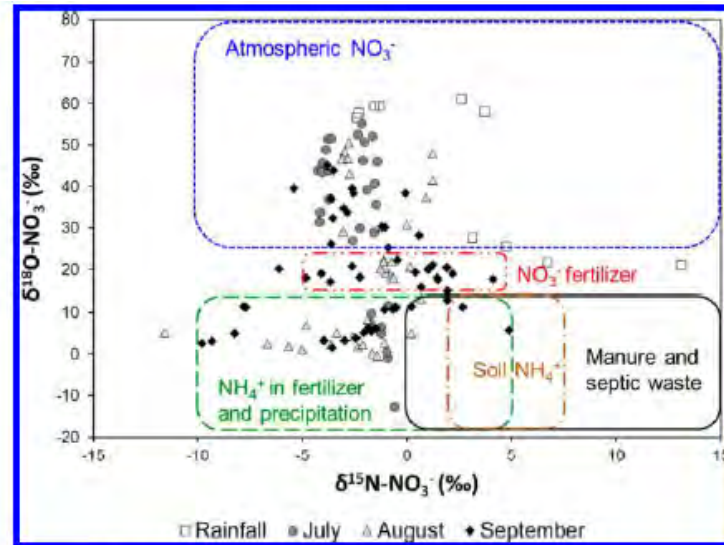 80
70
60
50
40
30
20
10
0
-10
-20
δ¹⁸O-NO₃⁻ (‰)
Atmospheric NO₃⁻
NO₃⁻ fertilizer
NH₄⁺ in fertilizer
and precipitation
Soil NH₄⁺
Manure and
septic waste
-15 -10 -5 0 5 10 15
δ¹⁵N-NO₃⁻ (‰)
Rainfall July August September